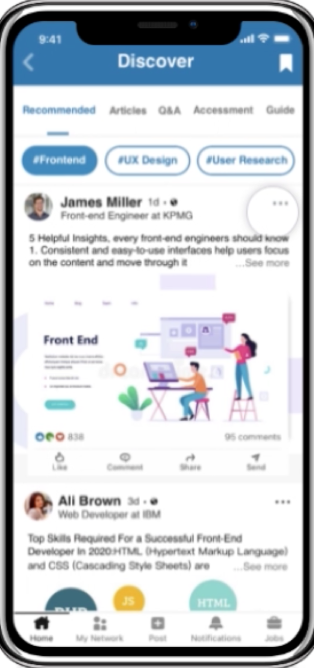 9:41
Discover
Recommended Articles Q&A Accessment Guide
#Frontend #UX Design #User Research
James Miller 1d
Front-end Engineer at KPMG
5 Helpful Insights, every front-end engineers should know
1. Consistent and easy-to-use interfaces help users focus
on the content and move through it ...See more
Front End
838 95 comments
Like Comment Share Send
Ali Brown 3d
Web Developer at IBM
Top Skills Required For a Successful Front-End
Developer In 2020:HTML (Hypertext Markup Language)
and CSS (Cascading Style Sheets) are ...See more
PHP JS HTML
Home My Network Post Notifications Jobs